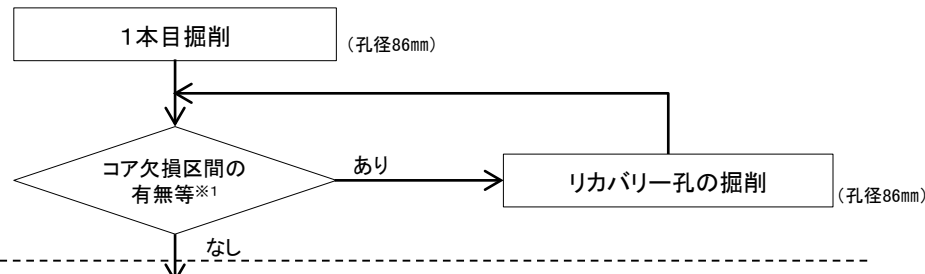 1本目掘削
(孔径86㎜)
コア欠損区間の
有無等※1
あり
リカバリー孔の掘削
(孔径86㎜)
なし